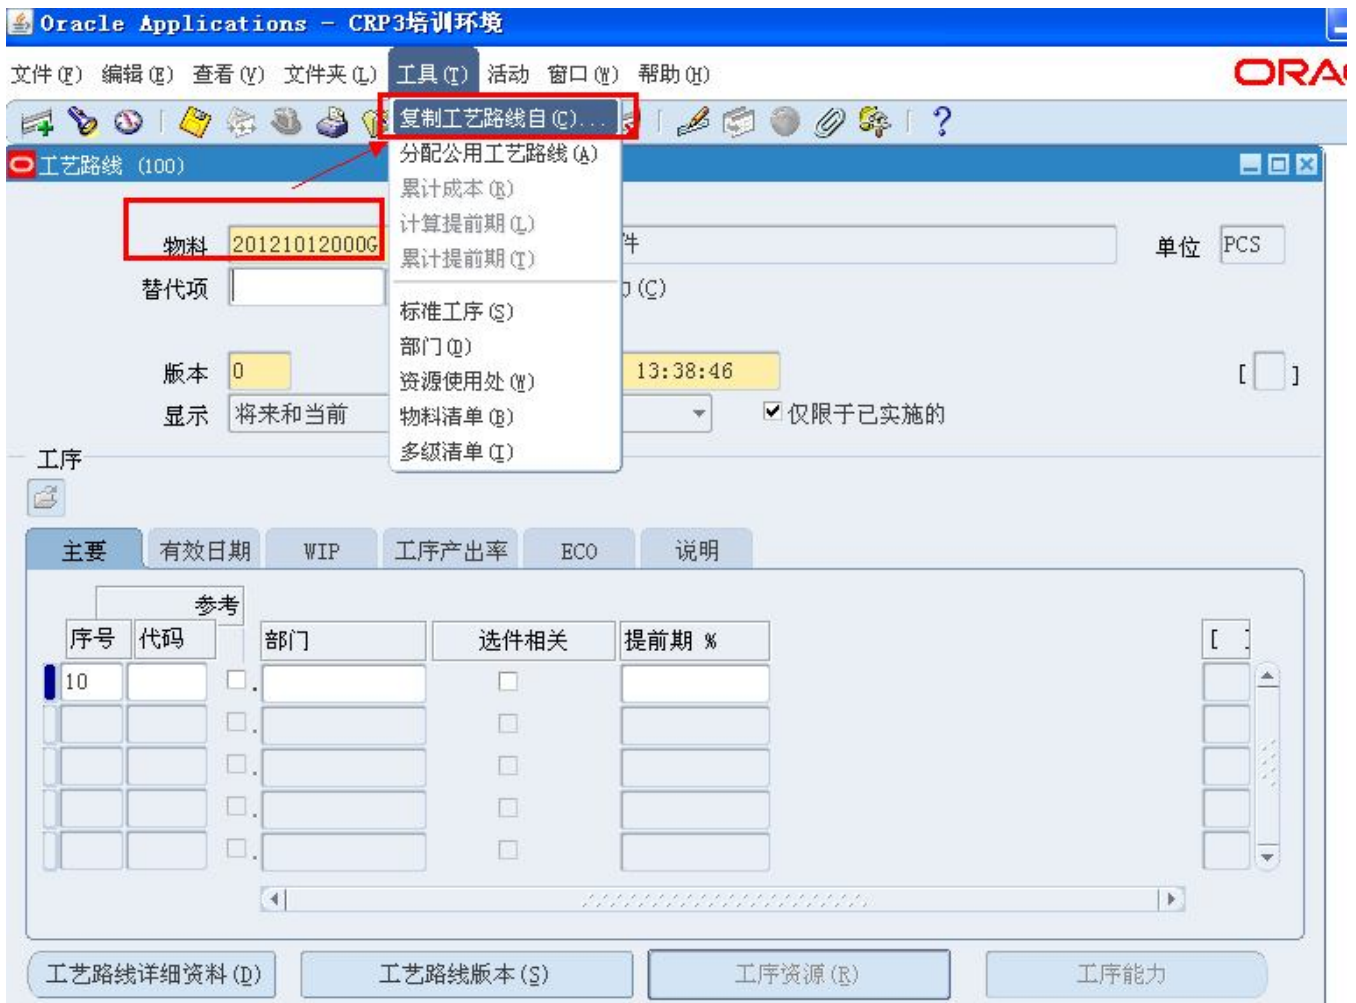 Oracle Applications - CRP3培训环境
文件(F) 编辑(E) 查看(V) 文件夹(L) 工具(T) 活动 窗口(W) 帮助(H)
ORA
复制工艺路线自(C)...
?
工艺路线 (100)
分配公用工艺路线(A)
累计成本(R)
计算提前期(L)
物料 20121012000G 件 单位 PCS
累计提前期(T)
替代项 (C)
标准工序(S)
部门(D)
版本 0 13:38:46 [ ]
资源使用处(W)
显示 将来和当前 仅限于已实施的
物料清单(B)
多级清单(I)
工序
主要 有效日期 WIP 工序产出率 ECO 说明
参考
序号 代码 部门 选件相关 提前期 % [ ]
10
工艺路线详细资料(D) 工艺路线版本(S) 工序资源(R) 工序能力